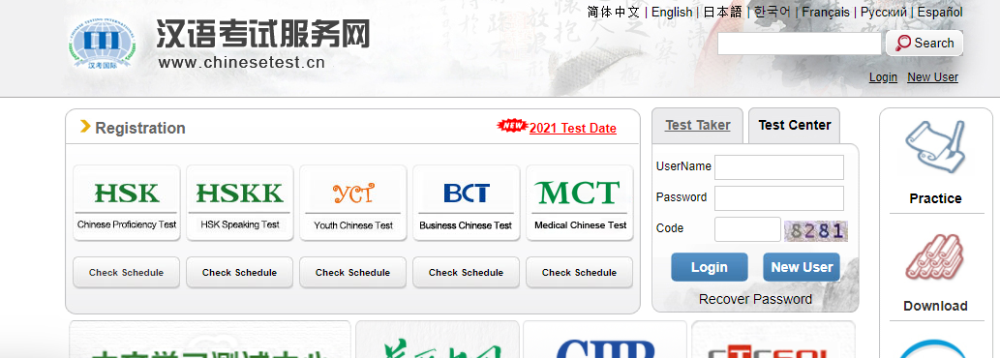 简体中文 | English | 日本語 | 한국어 | Français | Русский | Español
汉考国际
汉语考试服务网
www.chinesetest.cn
Search
Login New User
Registration
NEW 2021 Test Date
HSK
Chinese Proficiency Test
HSKK
HSK Speaking Test
YCT
Youth Chinese Test
BCT
Business Chinese Test
MCT
Medical Chinese Test
Check Schedule Check Schedule Check Schedule Check Schedule Check Schedule
Test Taker Test Center
UserName
Password
Code 8281
Login New User
Recover Password
Practice
Download